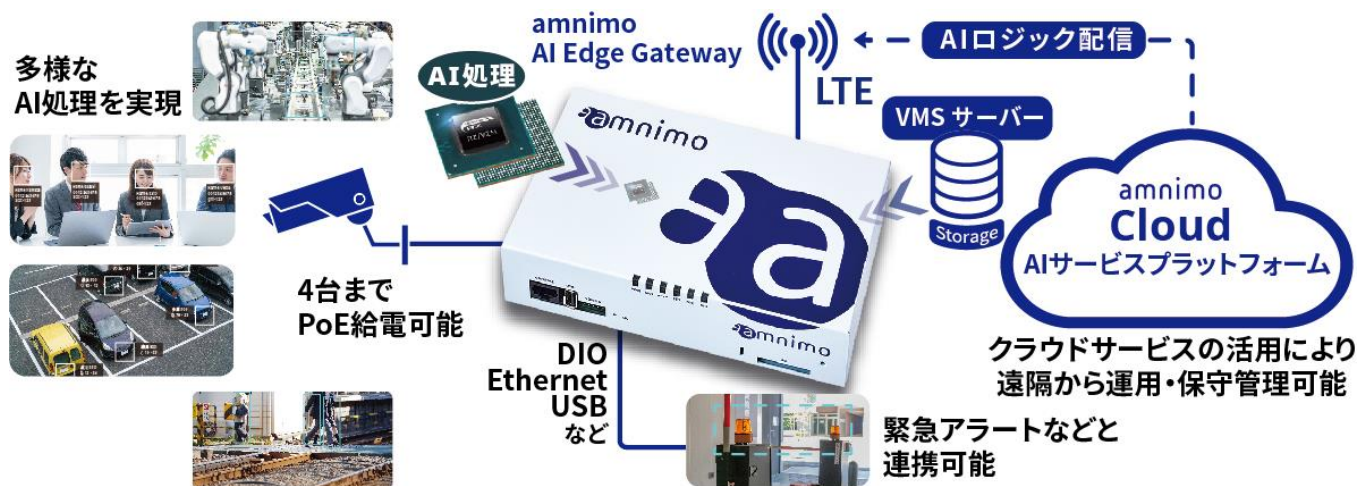 多様な
AI処理を実現
amnimo
AI Edge Gateway
AI処理
LTE
AIロジック配信
VMS サーバー
Storage
amnimo
Cloud
AIサービスプラットフォーム
クラウドサービスの活用により
遠隔から運用・保守管理可能
amnimo
a
amnimo
4台まで
PoE給電可能
DIO
Ethernet
USB
など
緊急アラートなどと
連携可能